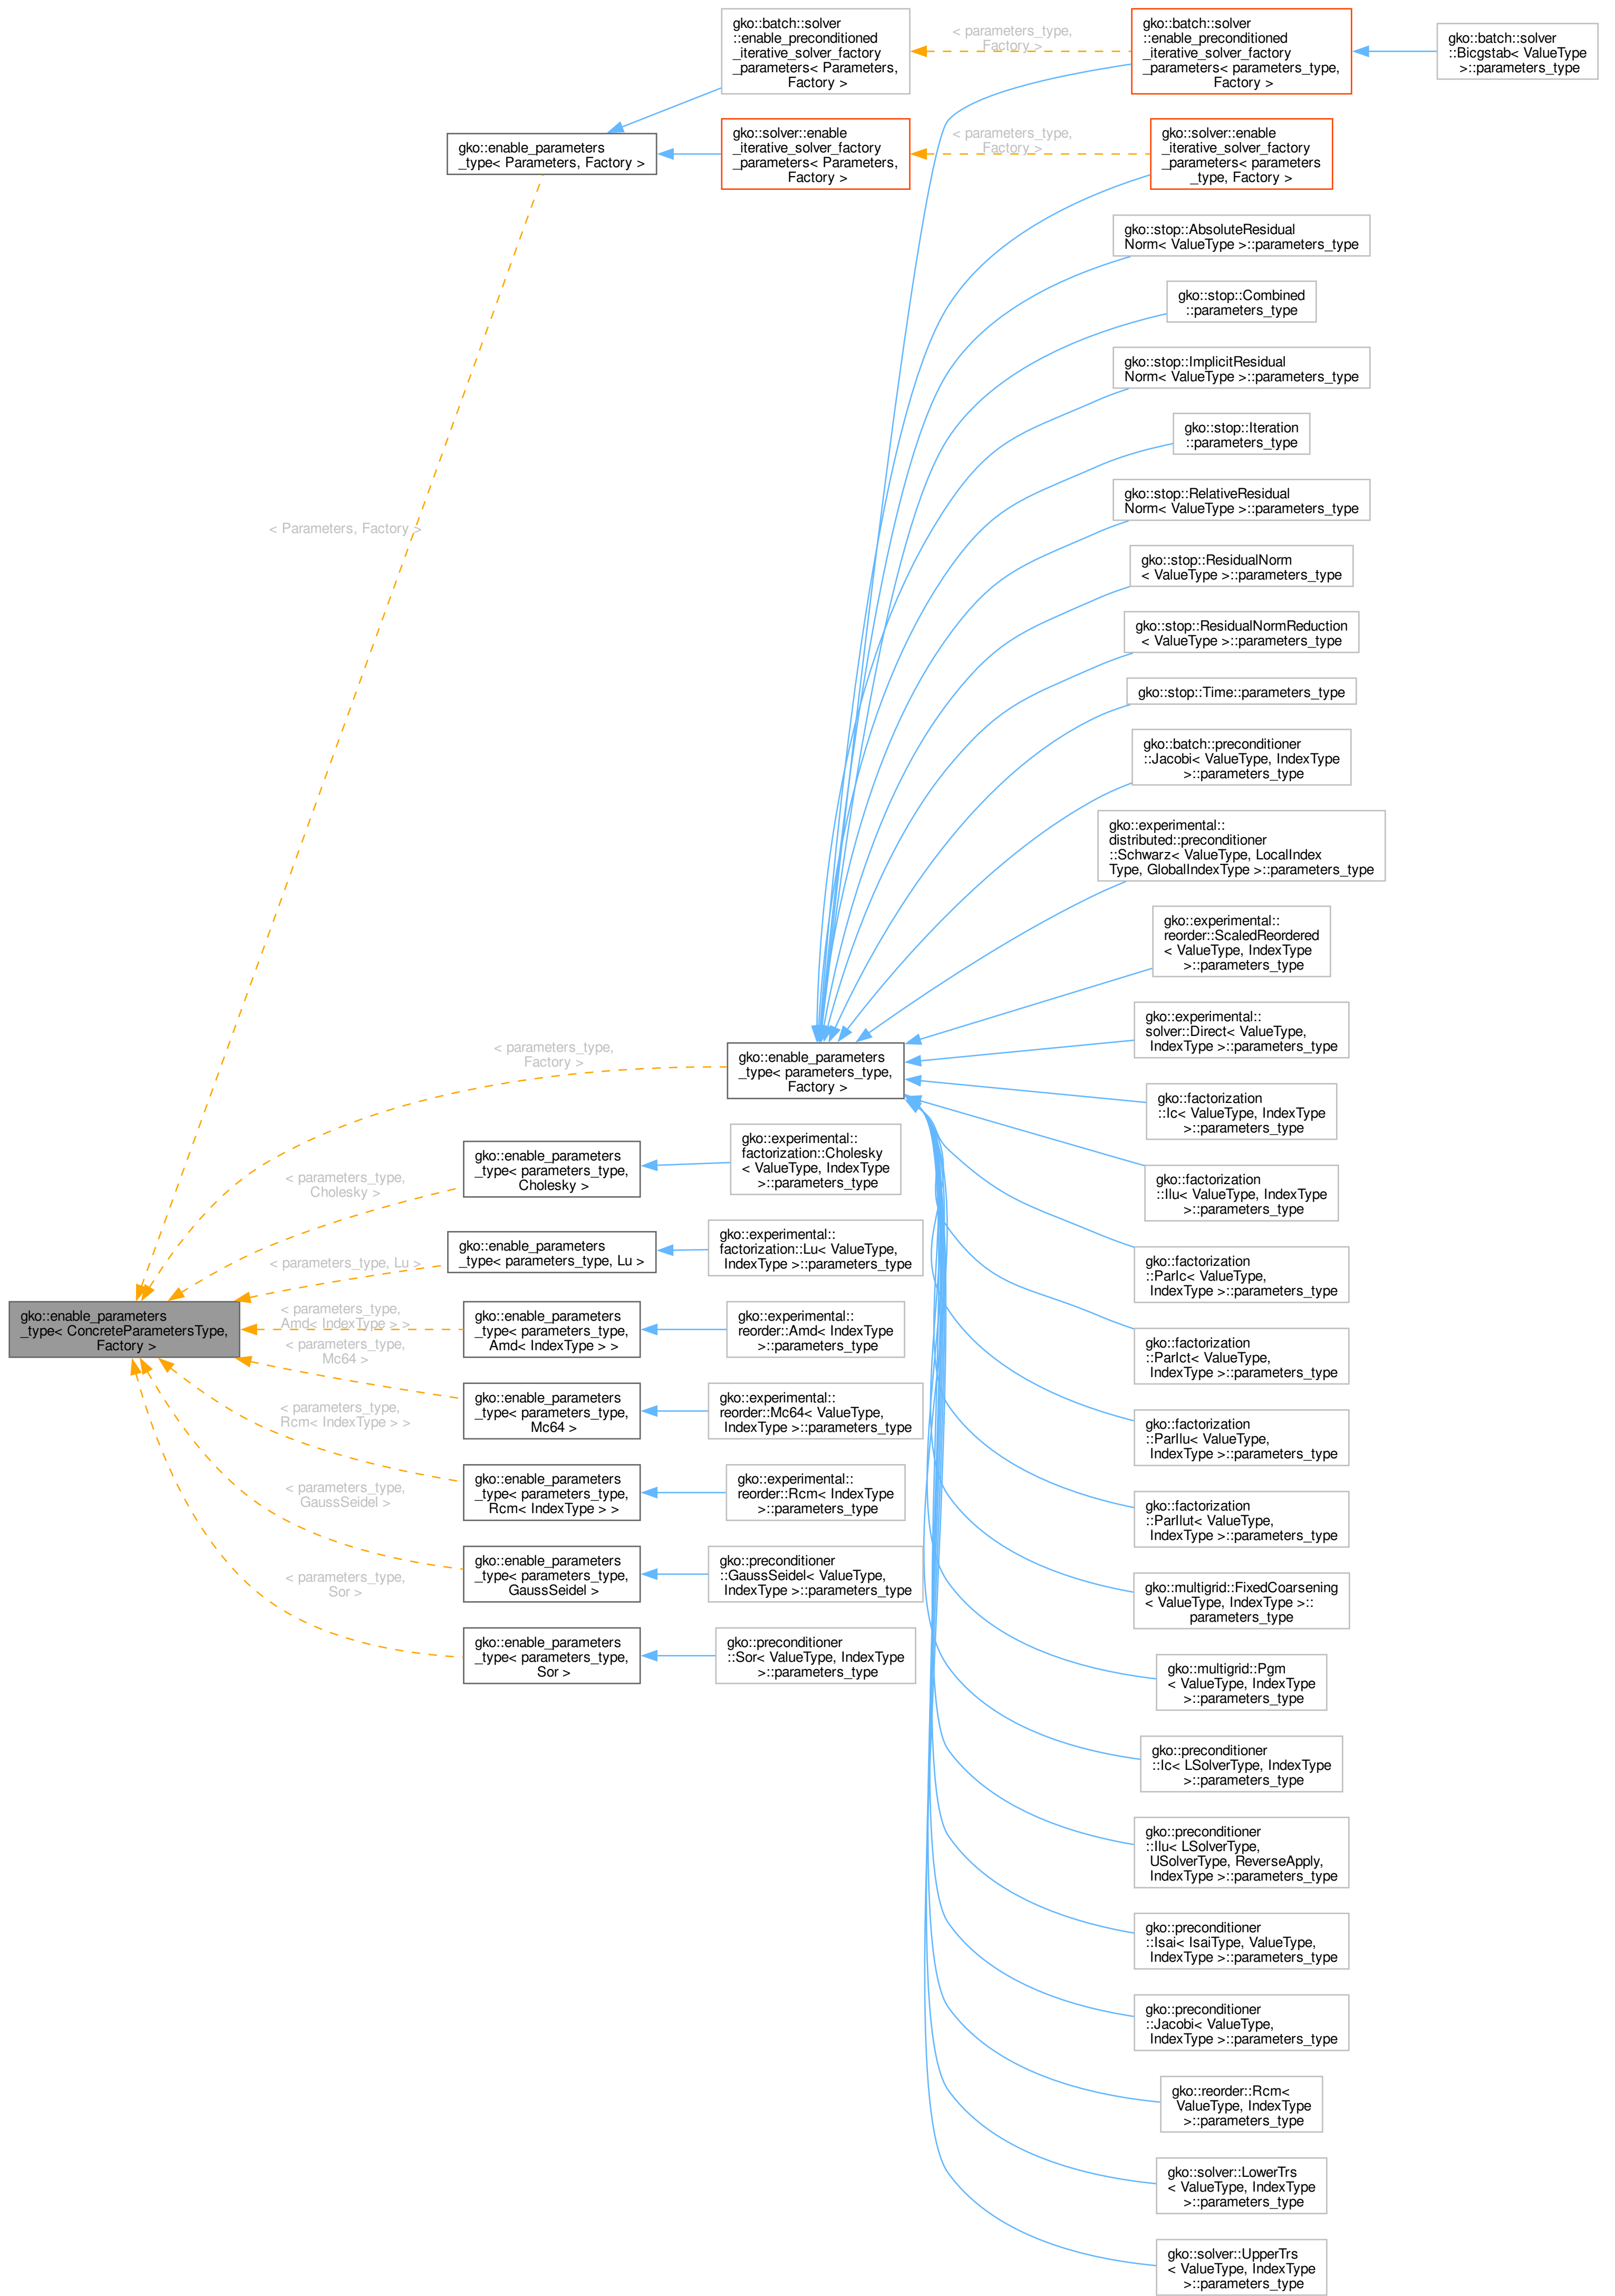 gko::batch::solver
::enable_preconditioned
_iterative_solver_factory
_parameters< Parameters,
Factory >
< parameters_type,
Factory >
gko::batch::solver
::enable_preconditioned
_iterative_solver_factory
_parameters< parameters_type,
Factory >
gko::batch::solver
::Bicgstab< ValueType
>::parameters_type
gko::enable_parameters
_type< Parameters, Factory >
gko::solver::enable
_iterative_solver_factory
_parameters< Parameters,
Factory >
< parameters_type,
Factory >
gko::solver::enable
_iterative_solver_factory
_parameters< parameters
_type, Factory >
gko::stop::AbsoluteResidual
Norm< ValueType >::parameters_type
gko::stop::Combined
::parameters_type
gko::stop::ImplicitResidual
Norm< ValueType >::parameters_type
gko::stop::Iteration
::parameters_type
gko::stop::RelativeResidual
Norm< ValueType >::parameters_type
< Parameters, Factory >
gko::stop::ResidualNorm
< ValueType >::parameters_type
gko::stop::ResidualNormReduction
< ValueType >::parameters_type
gko::stop::Time::parameters_type
gko::batch::preconditioner
::Jacobi< ValueType, IndexType
>::parameters_type
gko::experimental::
distributed::preconditioner
::Schwarz< ValueType, LocalIndex
Type, GlobalIndexType >::parameters_type
gko::experimental::
reorder::ScaledReordered
< ValueType, IndexType
>::parameters_type
gko::experimental::
solver::Direct< ValueType,
IndexType >::parameters_type
< parameters_type,
Factory >
gko::enable_parameters
_type< parameters_type,
Factory >
gko::factorization
::Ic< ValueType, IndexType
>::parameters_type
gko::factorization
::Ilu< ValueType, IndexType
>::parameters_type
< parameters_type,
Cholesky >
gko::enable_parameters
_type< parameters_type,
Cholesky >
gko::experimental::
factorization::Cholesky
< ValueType, IndexType
>::parameters_type
< parameters_type, Lu >
gko::enable_parameters
_type< parameters_type, Lu >
gko::experimental::
factorization::Lu< ValueType,
IndexType >::parameters_type
gko::factorization
::ParIc< ValueType,
IndexType >::parameters_type
gko::enable_parameters
_type< ConcreteParametersType,
Factory >
< parameters_type,
Amd< IndexType > >
gko::enable_parameters
_type< parameters_type,
Amd< IndexType > >
gko::experimental::
reorder::Amd< IndexType
>::parameters_type
gko::factorization
::ParIct< ValueType,
IndexType >::parameters_type
< parameters_type,
Mc64 >
gko::enable_parameters
_type< parameters_type,
Mc64 >
gko::experimental::
reorder::Mc64< ValueType,
IndexType >::parameters_type
gko::factorization
::ParIlu< ValueType,
IndexType >::parameters_type
< parameters_type,
Rcm< IndexType > >
gko::enable_parameters
_type< parameters_type,
Rcm< IndexType > >
gko::experimental::
reorder::Rcm< IndexType
>::parameters_type
gko::factorization
::ParIlut< ValueType,
IndexType >::parameters_type
< parameters_type,
GaussSeidel >
gko::enable_parameters
_type< parameters_type,
GaussSeidel >
gko::preconditioner
::GaussSeidel< ValueType,
IndexType >::parameters_type
gko::multigrid::FixedCoarsening
< ValueType, IndexType >::
parameters_type
< parameters_type,
Sor >
gko::enable_parameters
_type< parameters_type,
Sor >
gko::preconditioner
::Sor< ValueType, IndexType
>::parameters_type
gko::multigrid::Pgm
< ValueType, IndexType
>::parameters_type
gko::preconditioner
::Ic< LSolverType, IndexType
>::parameters_type
gko::preconditioner
::Ilu< LSolverType,
USolverType, ReverseApply,
IndexType >::parameters_type
gko::preconditioner
::Isai< IsaiType, ValueType,
IndexType >::parameters_type
gko::preconditioner
::Jacobi< ValueType,
IndexType >::parameters_type
gko::reorder::Rcm<
ValueType, IndexType
>::parameters_type
gko::solver::LowerTrs
< ValueType, IndexType
>::parameters_type
gko::solver::UpperTrs
< ValueType, IndexType
>::parameters_type